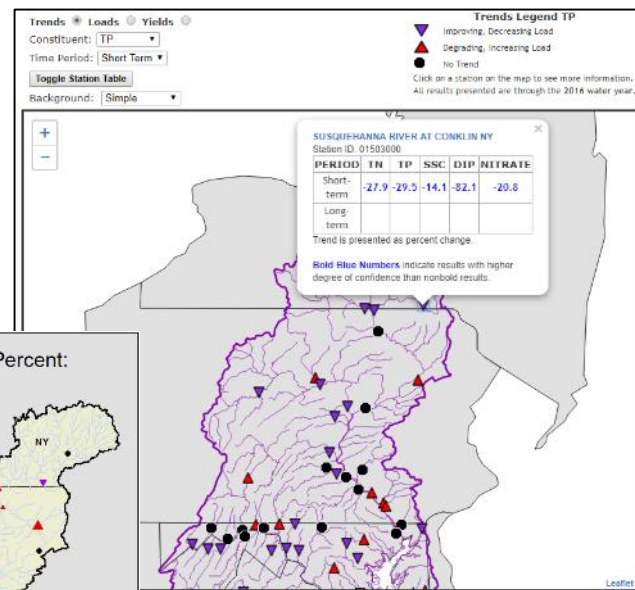 Trends Loads Yields
Constituent: TP
Time Period: Short Term
Toggle Station Table
Background: Simple
Trends Legend TP
Improving, Decreasing Load
Degrading, Increasing Load
No Trend
Click on a station on the map to see more information.
All results presented are through the 2016 water year.
+
−
×
SUSQUEHANNA RIVER AT CONKLIN NY
Station ID: 01503000
PERIOD TN TP SSC DIP NITRATE
Short-term -27.9 -29.5 -14.1 -82.1 -20.8
Long-term
Trend is presented as percent change.
Bold Blue Numbers indicate results with higher
degree of confidence than nonbold results.
Percent:
NY
Leaflet